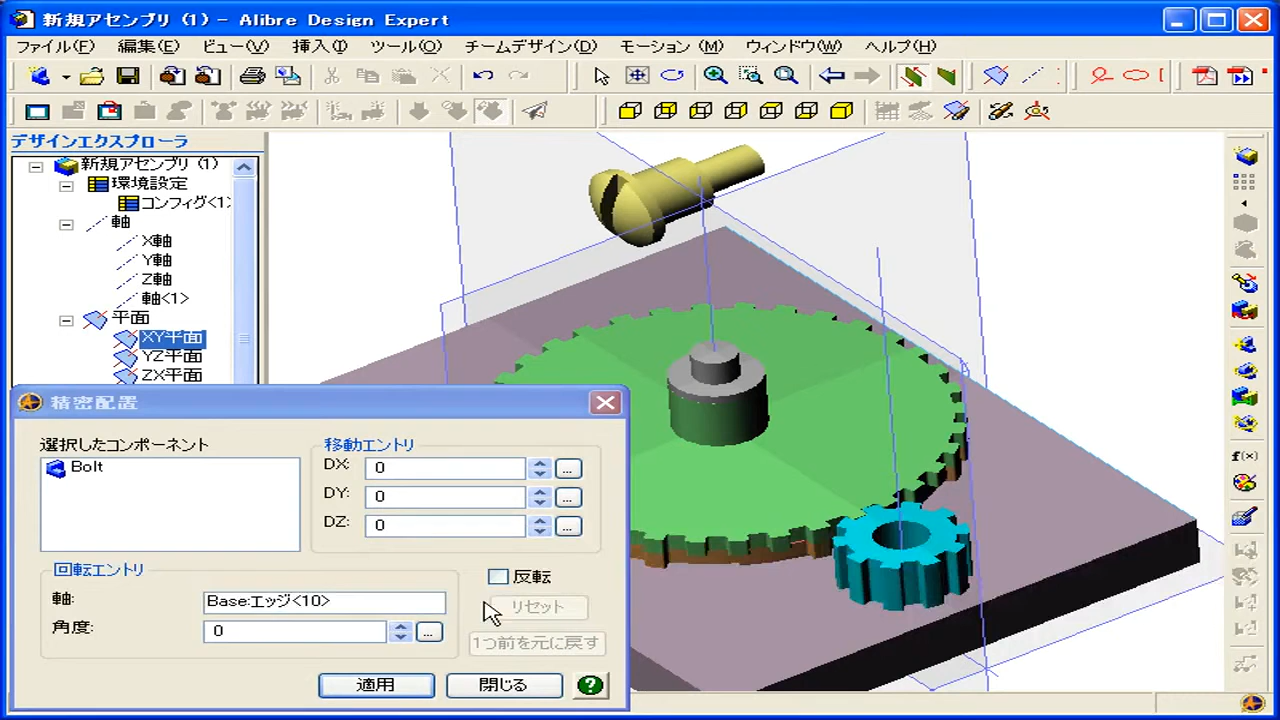 新規アセンブリ (1) - Alibre Design Expert
ファイル(F) 編集(E) ビュー(V) 挿入(I) ツール(O) チームデザイン(D) モーション (M) ウィンドウ(W) ヘルプ(H)
デザインエクスプローラ
新規アセンブリ (1)
環境設定
コンフィグ<1>
軸
X軸
Y軸
Z軸
軸<1>
平面
XY平面
YZ平面
ZX平面
精密配置
選択したコンポーネント
Bolt
移動エントリ
DX: 0 ...
DY: 0 ...
DZ: 0 ...
回転エントリ
軸: Base:エッジ<10>
角度: 0 ...
反転
リセット
1つ前を元に戻す
適用 閉じる ?
f(x)